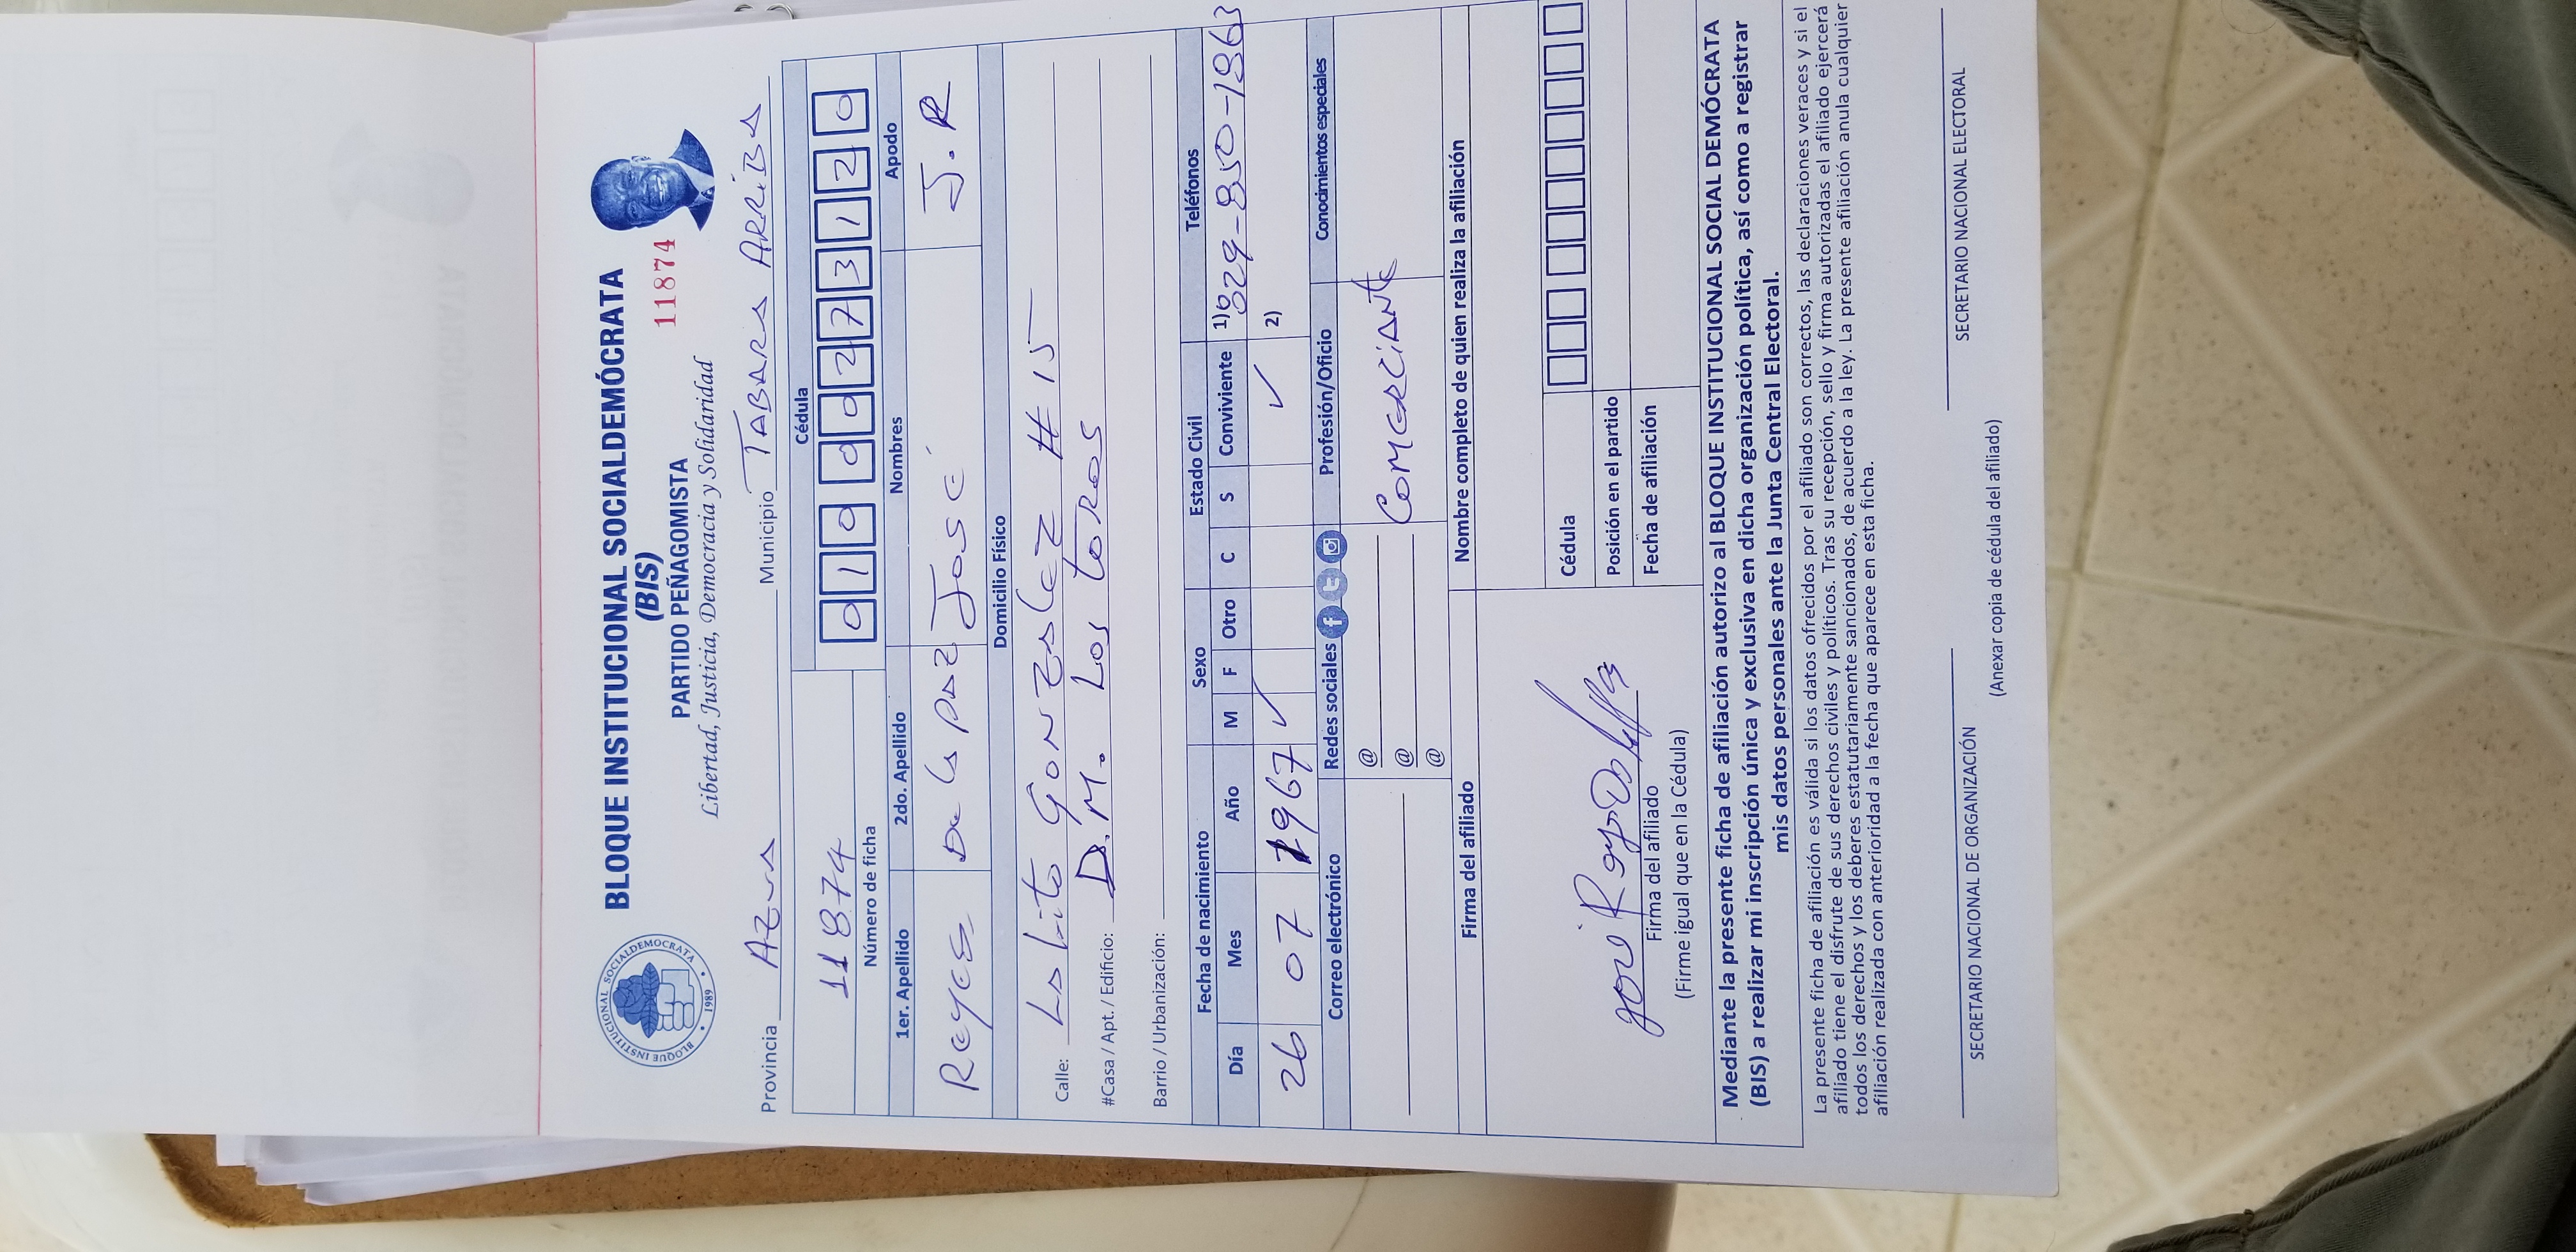 BLOQUE INSTITUCIONAL SOCIALDEMOCRATA
1989
BLOQUE INSTITUCIONAL SOCIALDEMÓCRATA
(BIS)
PARTIDO PEÑAGOMISTA
11874
Libertad, Justicia, Democracia y Solidaridad
Provincia Azua Municipio TABARA ARRIBA
11874
Número de ficha
Cédula
0 1 0 0 0 2 7 3 1 2 0
1er. Apellido 2do. Apellido Nombres Apodo
Reyes De la paz José J.R
Domicilio Físico
Calle: Lalito gonzalez # 15
#Casa / Apt. / Edificio: D.M. Los toros
Barrio / Urbanización:
Fecha de nacimiento Sexo Estado Civil Teléfonos
Día Mes Año M F Otro C S Conviviente 1) 829-850-1963
26 07 1967 ✓ ✓ 2)
Correo electrónico Redes sociales Profesión/Oficio Conocimientos especiales
@
@
@
Comerciante
Firma del afiliado Nombre completo de quien realiza la afiliación
José Reyes De la Paz
Firma del afiliado
(Firme igual que en la Cédula)
Cédula
Posición en el partido
Fecha de afiliación
Mediante la presente ficha de afiliación autorizo al BLOQUE INSTITUCIONAL SOCIAL DEMÓCRATA
(BIS) a realizar mi inscripción única y exclusiva en dicha organización política, así como a registrar
mis datos personales ante la Junta Central Electoral.
La presente ficha de afiliación es válida si los datos ofrecidos por el afiliado son correctos, las declaraciones veraces y si el
afiliado tiene el disfrute de sus derechos civiles y políticos. Tras su recepción, sello y firma autorizadas el afiliado ejercerá
todos los derechos y los deberes estatutariamente sancionados, de acuerdo a la ley. La presente afiliación anula cualquier
afiliación realizada con anterioridad a la fecha que aparece en esta ficha.
SECRETARIO NACIONAL DE ORGANIZACIÓN SECRETARIO NACIONAL ELECTORAL
(Anexar copia de cédula del afiliado)